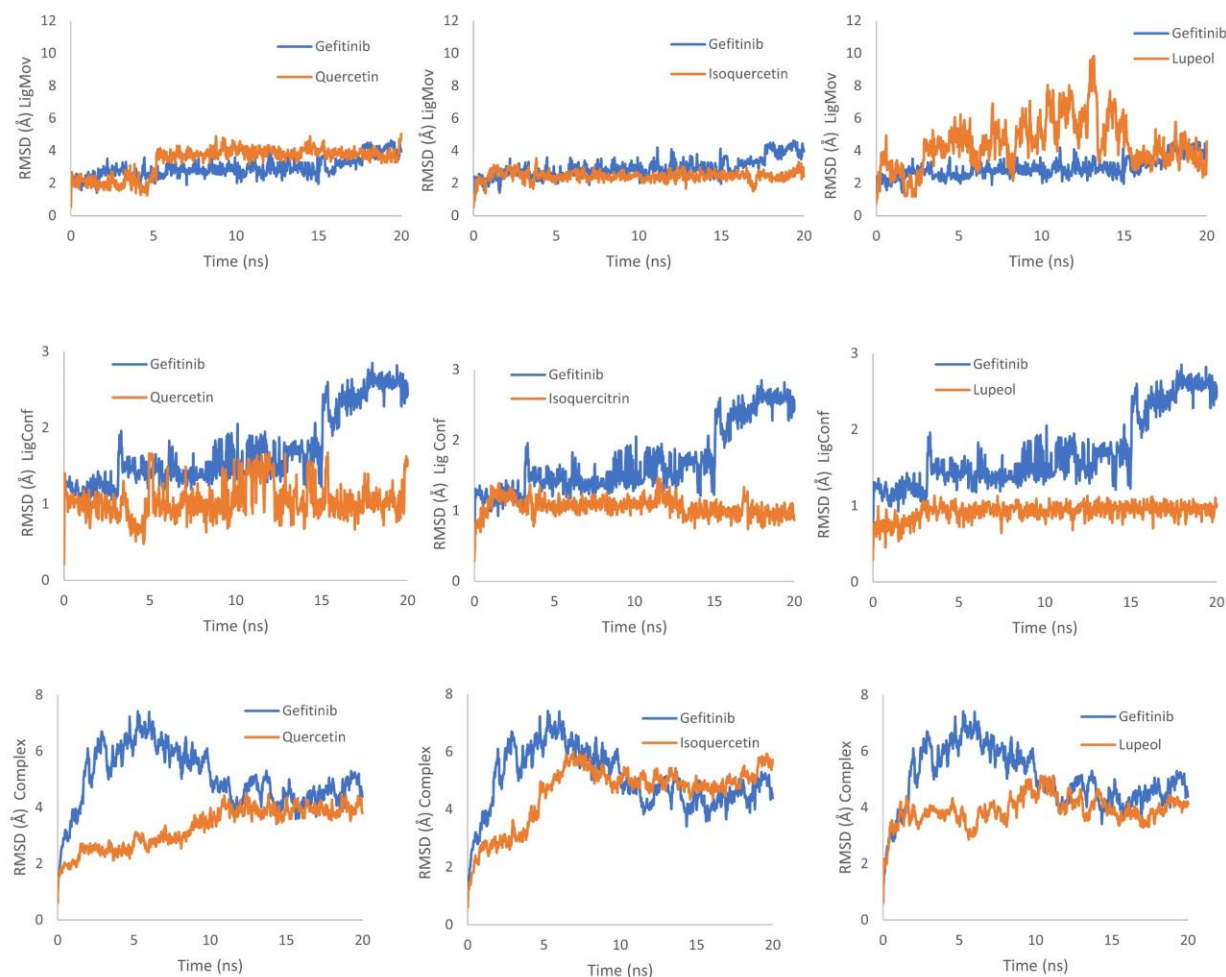 RMSD (Å) LigMov
12
10
8
6
4
2
0
Gefitinib
Quercetin
0 5 10 15 20
Time (ns)
RMSD (Å) LigMov
12
10
8
6
4
2
0
Gefitinib
Isoquercetin
0 5 10 15 20
Time (ns)
RMSD (Å) LigMov
12
10
8
6
4
2
0
Gefitinib
Lupeol
0 5 10 15 20
Time (ns)
RMSD (Å) LigConf
3
2
1
0
Gefitinib
Quercetin
0 5 10 15 20
Time (ns)
RMSD (Å) Lig Conf
3
2
1
0
Gefitinib
Isoquercitrin
0 5 10 15 20
Time (ns)
RMSD (Å) LigConf
3
2
1
0
Gefitinib
Lupeol
0 5 10 15 20
Time (ns)
RMSD (Å) Complex
8
6
4
2
0
Gefitinib
Quercetin
0 5 10 15 20
Time (ns)
RMSD (Å) Complex
8
6
4
2
0
Gefitinib
Isoquercetin
0 5 10 15 20
Time (ns)
RMSD (Å) Complex
8
6
4
2
0
Gefitinib
Lupeol
0 5 10 15 20
Time (ns)